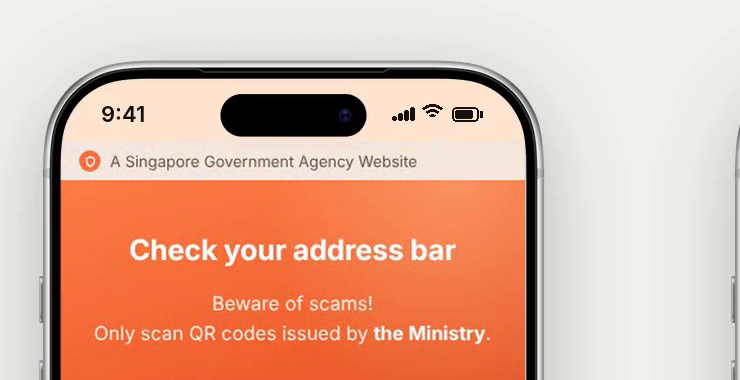 9:41
A Singapore Government Agency Website
Check your address bar
Beware of scams!
Only scan QR codes issued by the Ministry.